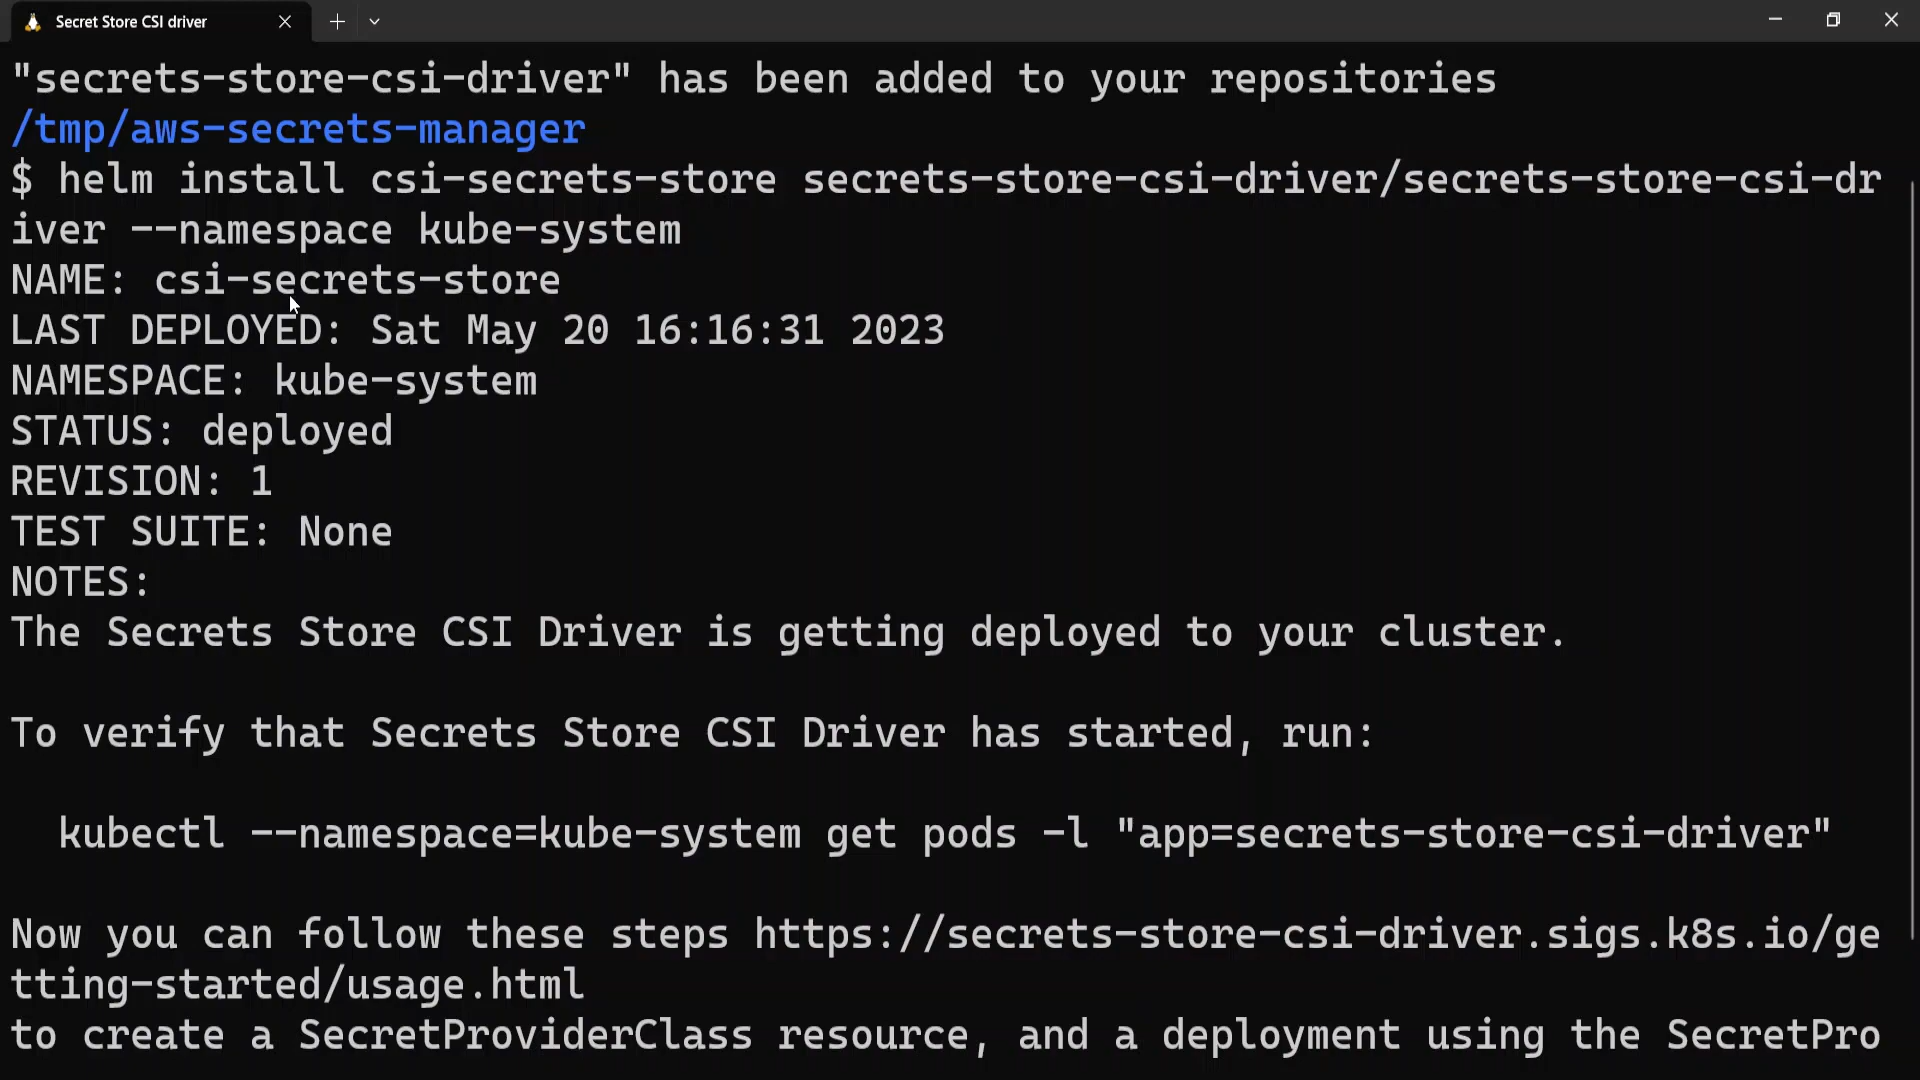 Secret Store CSI driver
"secrets-store-csi-driver" has been added to your repositories
/tmp/aws-secrets-manager
$ helm install csi-secrets-store secrets-store-csi-driver/secrets-store-csi-dr
iver --namespace kube-system
NAME: csi-secrets-store
LAST DEPLOYED: Sat May 20 16:16:31 2023
NAMESPACE: kube-system
STATUS: deployed
REVISION: 1
TEST SUITE: None
NOTES:
The Secrets Store CSI Driver is getting deployed to your cluster.
To verify that Secrets Store CSI Driver has started, run:
kubectl --namespace=kube-system get pods -l "app=secrets-store-csi-driver"
Now you can follow these steps https://secrets-store-csi-driver.sigs.k8s.io/ge
tting-started/usage.html
to create a SecretProviderClass resource, and a deployment using the SecretPro